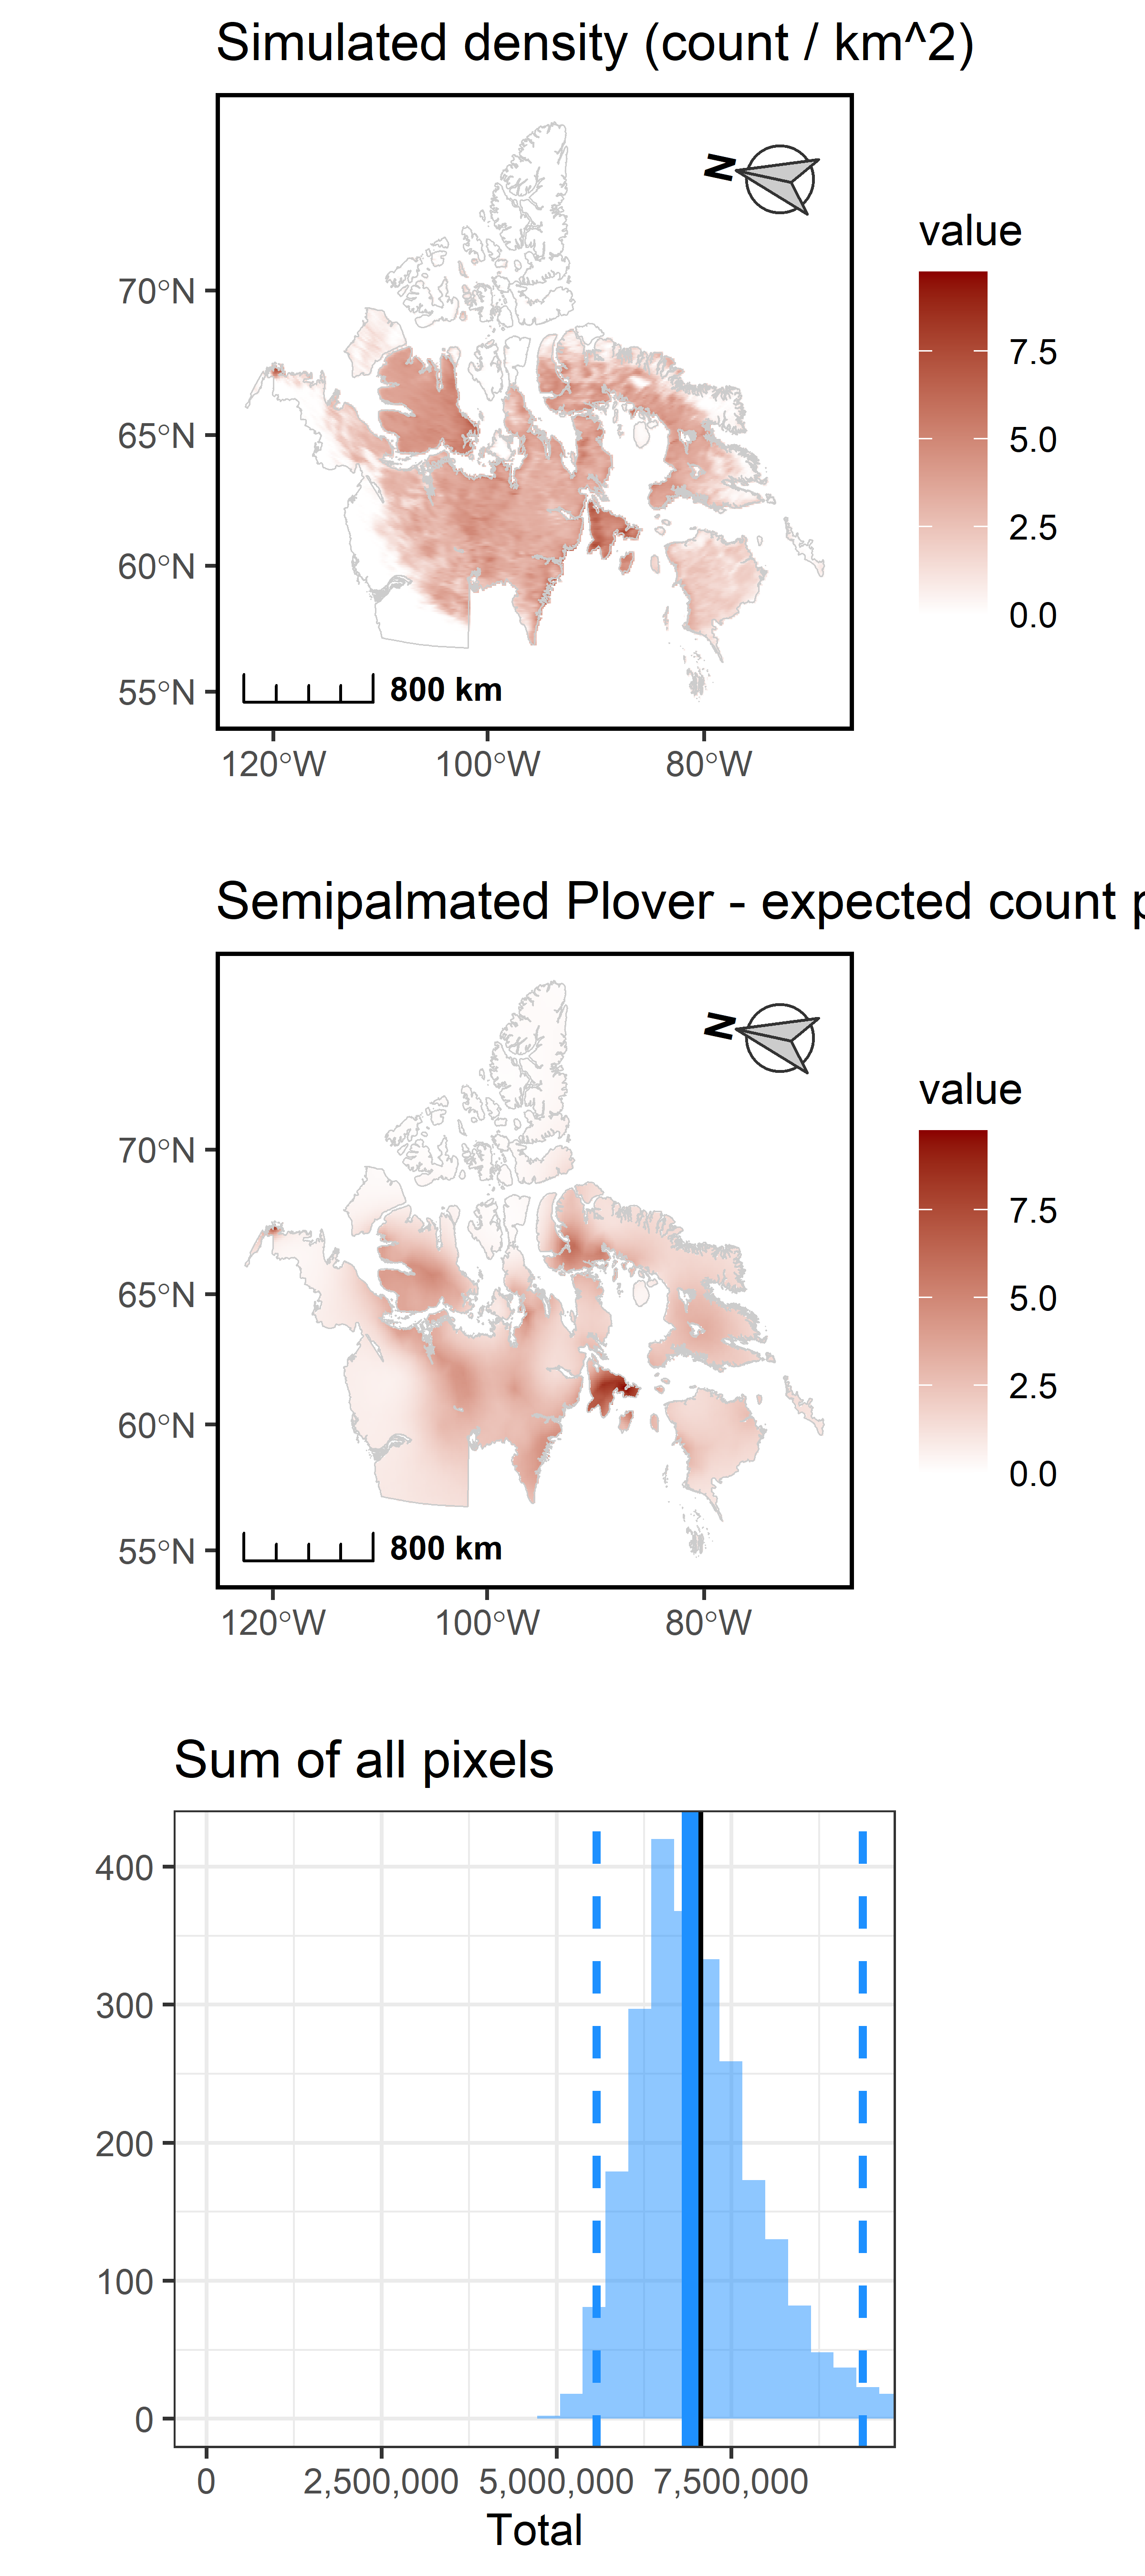 Simulated density (count / km^2)
N
70°N
65°N
60°N
55°N
800 km
120°W 100°W 80°W
value
7.5
5.0
2.5
0.0
Semipalmated Plover - expected count p
N
70°N
65°N
60°N
55°N
800 km
120°W 100°W 80°W
value
7.5
5.0
2.5
0.0
Sum of all pixels
400
300
200
100
0
0 2,500,000 5,000,000 7,500,000
Total